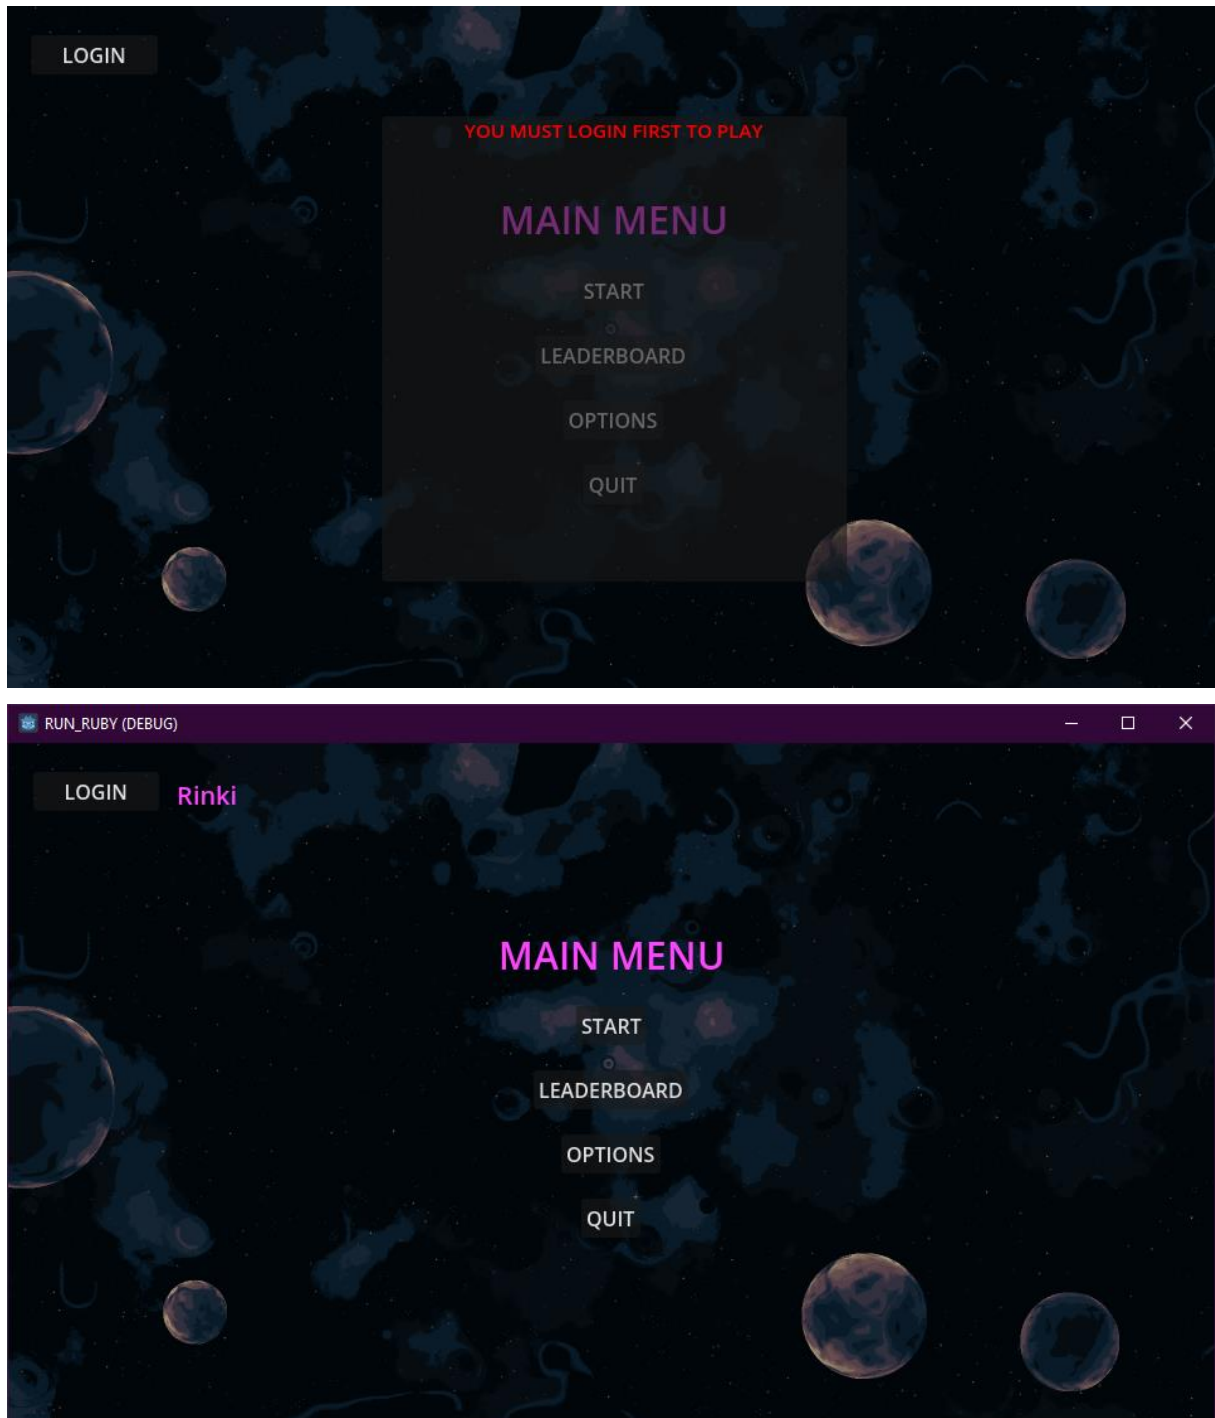 LOGIN
YOU MUST LOGIN FIRST TO PLAY
MAIN MENU
START
LEADERBOARD
OPTIONS
QUIT
RUN_RUBY (DEBUG)
LOGIN Rinki
MAIN MENU
START
LEADERBOARD
OPTIONS
QUIT